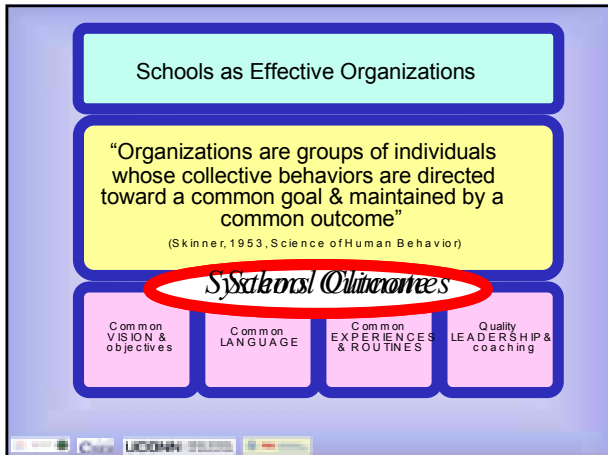 Schools as Effective Organizations
“Organizations are groups of individuals
whose collective behaviors are directed
toward a common goal & maintained by a
common outcome”
(Skinner, 1953, Science of Human Behavior)
Common
VISION &
objectives
Common
LANGUAGE
Common
EXPERIENCES
& ROUTINES
Quality
LEADERSHIP &
coaching
UCONN